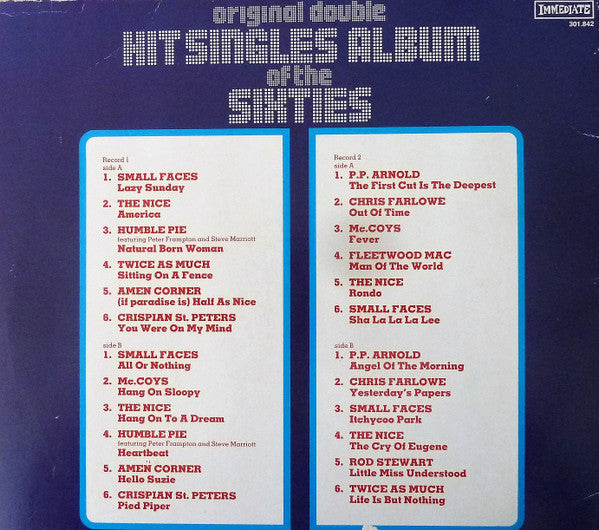 original double
HIT SINGLES ALBUM
of the
SIXTIES
IMMEDIATE
301.842
Record 1
side A
1. SMALL FACES
Lazy Sunday
2. THE NICE
America
3. HUMBLE PIE
featuring Peter Frampton and Steve Marriott
Natural Born Woman
4. TWICE AS MUCH
Sitting On A Fence
5. AMEN CORNER
(if paradise is) Half As Nice
6. CRISPIAN St. PETERS
You Were On My Mind
side B
1. SMALL FACES
All Or Nothing
2. Mc.COYS
Hang On Sloopy
3. THE NICE
Hang On To A Dream
4. HUMBLE PIE
featuring Peter Frampton and Steve Marriott
Heartbeat
5. AMEN CORNER
Hello Suzie
6. CRISPIAN St. PETERS
Pied Piper
Record 2
side A
1. P.P. ARNOLD
The First Cut Is The Deepest
2. CHRIS FARLOWE
Out Of Time
3. Mc.COYS
Fever
4. FLEETWOOD MAC
Man Of The World
5. THE NICE
Rondo
6. SMALL FACES
Sha La La La Lee
side B
1. P.P. ARNOLD
Angel Of The Morning
2. CHRIS FARLOWE
Yesterday's Papers
3. SMALL FACES
Itchycoo Park
4. THE NICE
The Cry Of Eugene
5. ROD STEWART
Little Miss Understood
6. TWICE AS MUCH
Life Is But Nothing